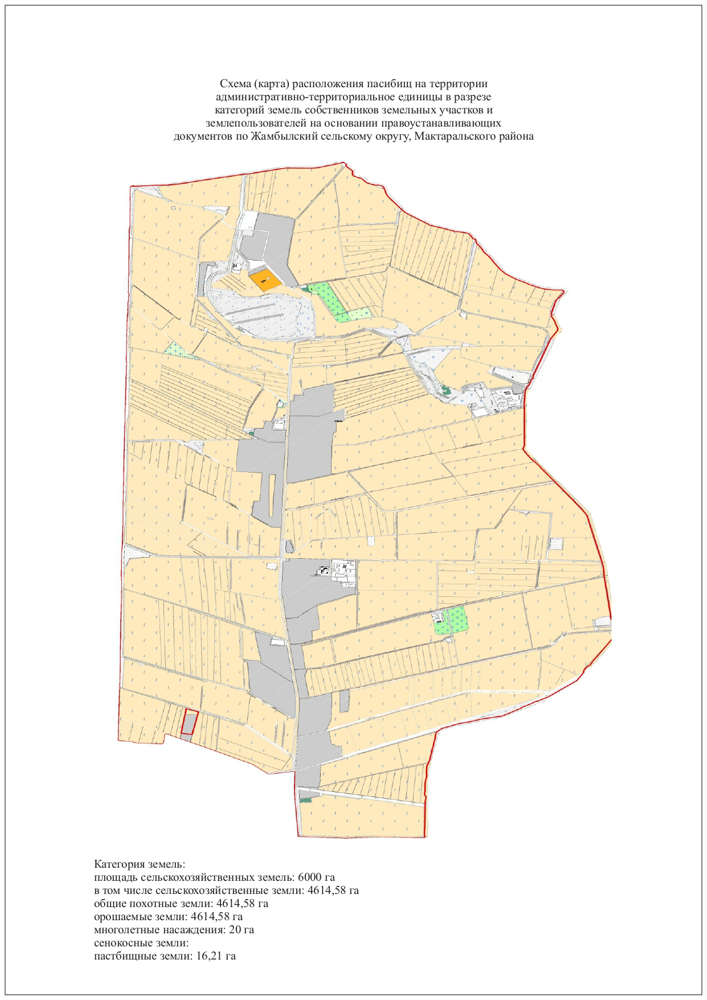 Схема (карта) расположения пасибищ на территории
административно-территориальное единицы в разрезе
категорий земель собственников земельных участков и
землепользователей на основании правоустанавливающих
документов по Жамбылский сельскому округу, Мактаральского района
Категория земель:
площадь сельскохозяйственных земель: 6000 га
в том числе сельскохозяйственные земли: 4614,58 га
общие похотные земли: 4614,58 га
орошаемые земли: 4614,58 га
многолетные насаждения: 20 га
сенокосные земли:
пастбищные земли: 16,21 га